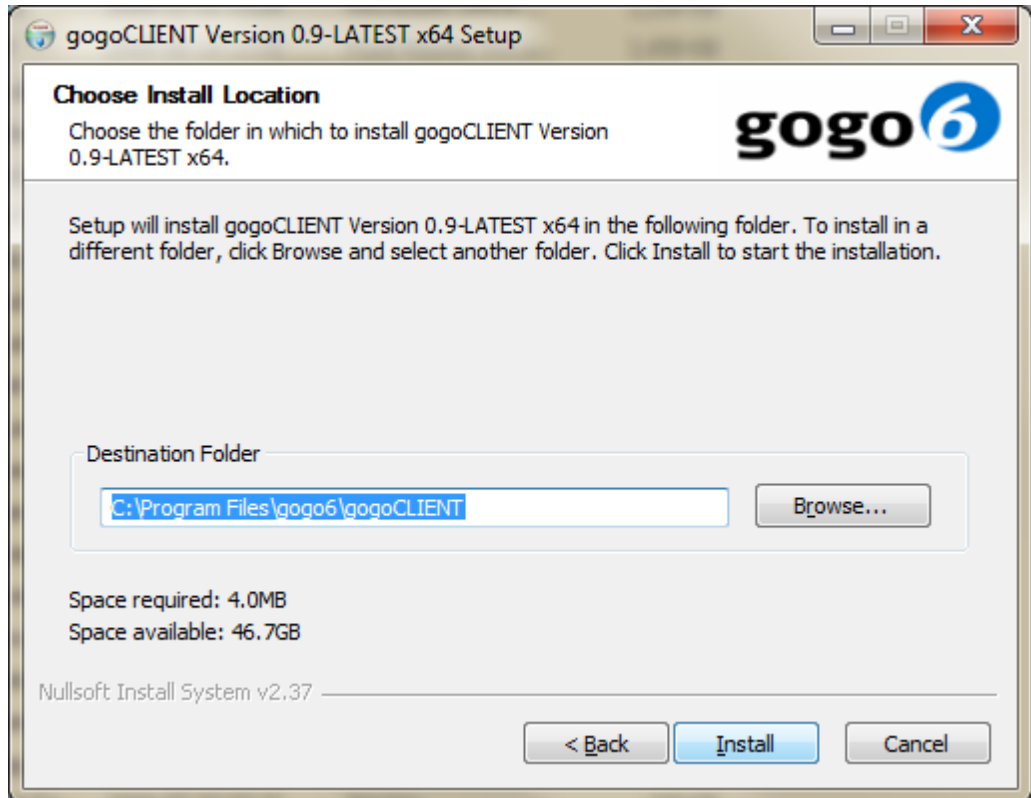 gogoCLIENT Version 0.9-LATEST x64 Setup
Choose Install Location
Choose the folder in which to install gogoCLIENT Version
0.9-LATEST x64.
gogo6
Setup will install gogoCLIENT Version 0.9-LATEST x64 in the following folder. To install in a
different folder, click Browse and select another folder. Click Install to start the installation.
Destination Folder
C:\Program Files\gogo6\gogoCLIENT
Browse...
Space required: 4.0MB
Space available: 46.7GB
Nullsoft Install System v2.37
< Back
Install
Cancel